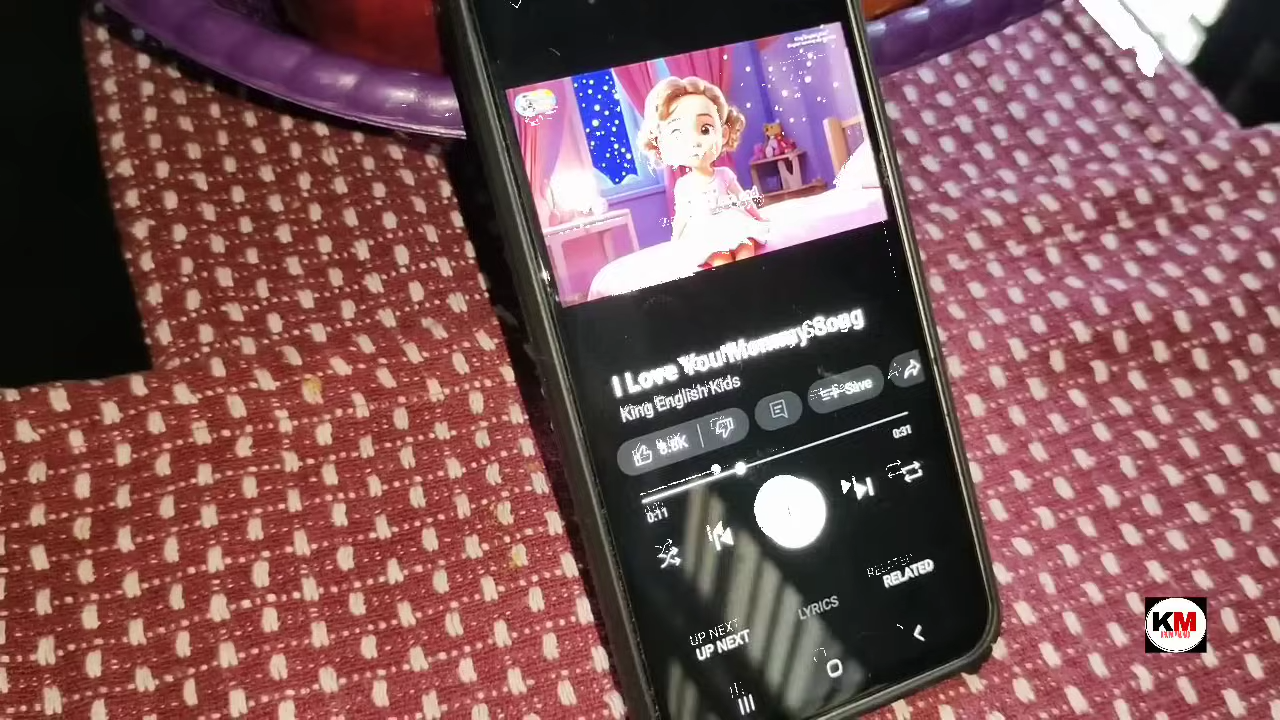 I Love You Mommy Song
King English Kids
8.8K
Save
0:11
0:31
UP NEXT
LYRICS
RELATED
KM